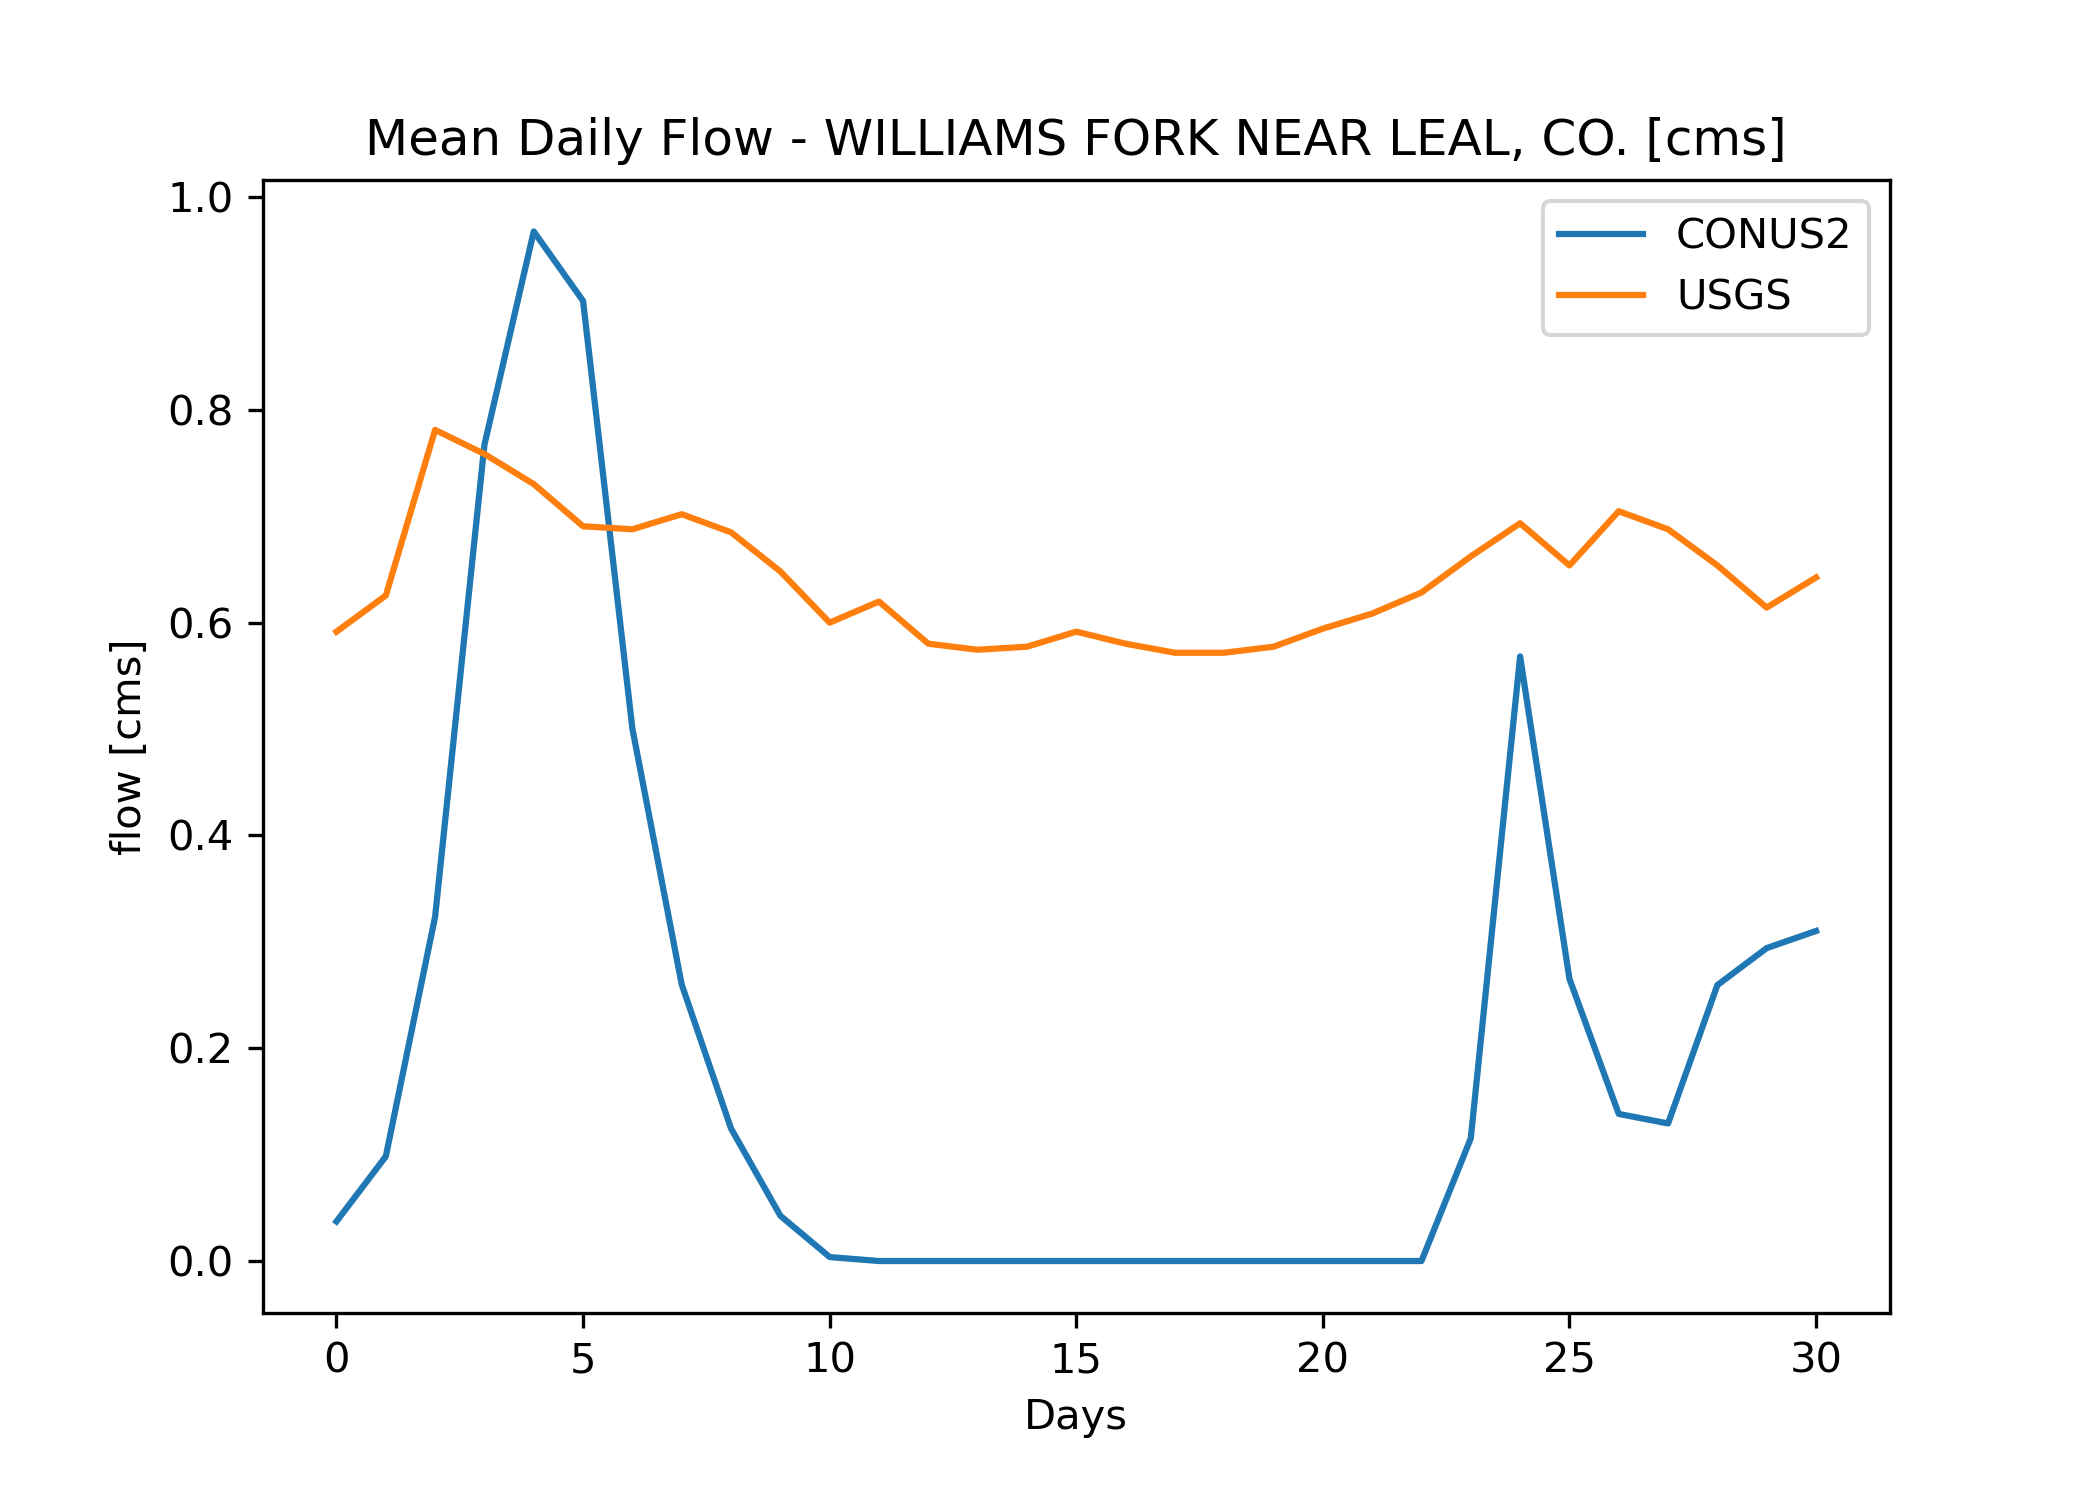 Mean Daily Flow - WILLIAMS FORK NEAR LEAL, CO. [cms]
CONUS2
USGS
flow [cms]
1.0
0.8
0.6
0.4
0.2
0.0
0 5 10 15 20 25 30
Days